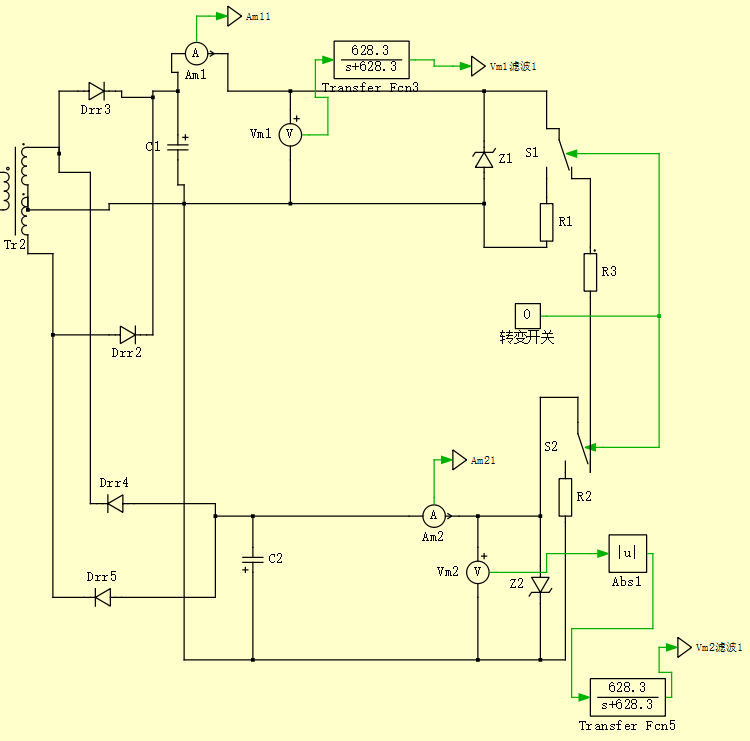 Am11
A
Am1
628.3
s+628.3
Transfer Fcn3
Vm1滤波1
Drr3
C1
+
Vm1
V
+
Z1
S1
R1
Tr2
R3
0
转变开关
Drr2
S2
Am21
Drr4
A
Am2
R2
C2
+
Vm2
V
+
Z2
|u|
Abs1
Drr5
Vm2滤波1
628.3
s+628.3
Transfer Fcn5